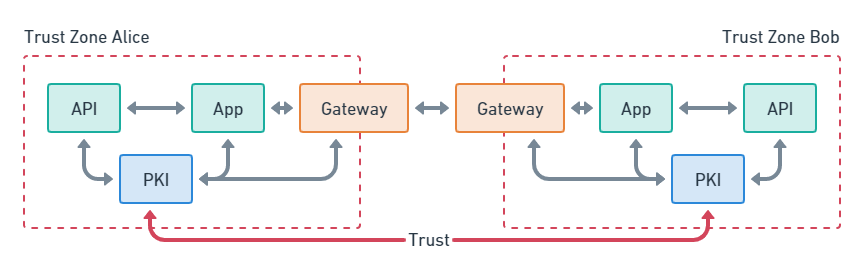 Trust Zone Alice
Trust Zone Bob
API
App
Gateway
Gateway
App
API
PKI
PKI
Trust